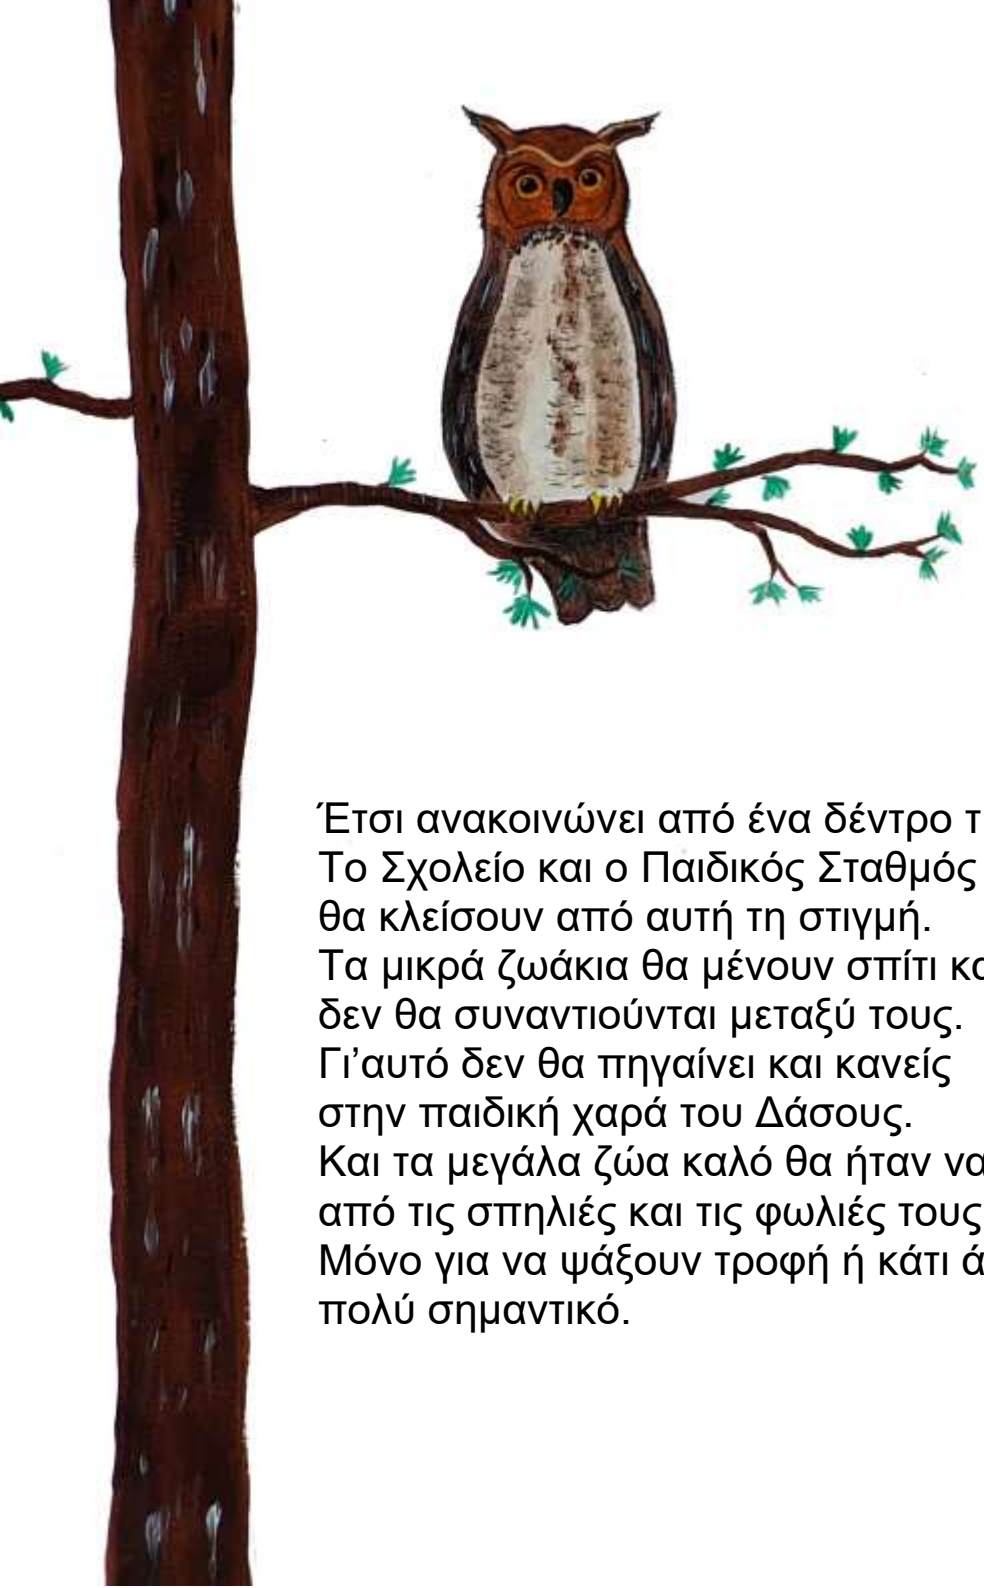 Έτσι ανακοινώνει από ένα δέντρο
Το Σχολείο και ο Παιδικός Σταθμός
θα κλείσουν από αυτή τη στιγμή.
Τα μικρά ζωάκια θα μένουν σπίτι
δεν θα συναντιούνται μεταξύ τους.
Γι’αυτό δεν θα πηγαίνει και κανείς
στην παιδική χαρά του Δάσους.
Και τα μεγάλα ζώα καλό θα ήταν να
από τις σπηλιές και τις φωλιές τους
Μόνο για να ψάξουν τροφή ή κάτι
πολύ σημαντικό.